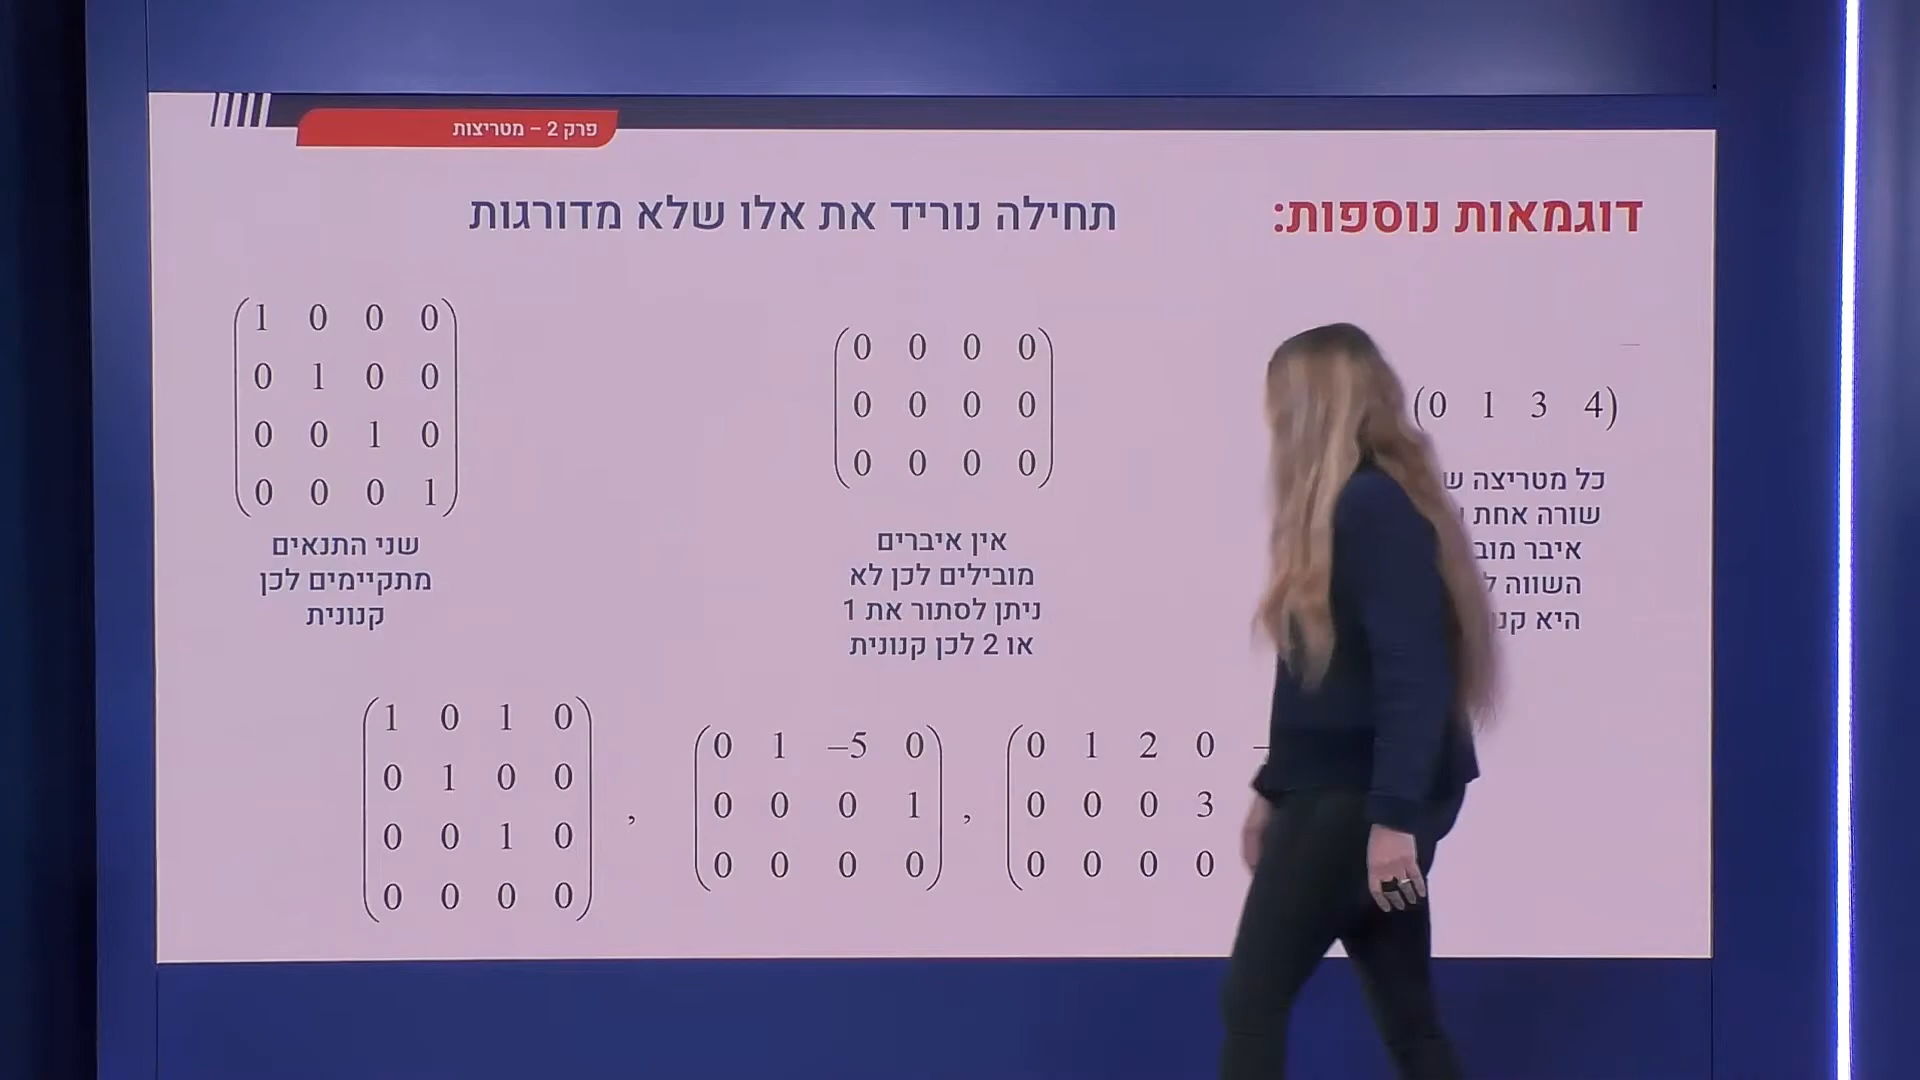 פרק 2 – מטריצות
דוגמאות נוספות:
תחילה נוריד את אלו שלא מדורגות
(0 1 3 4)
כל מטריצה
שורה אחת
איבר
השווה
היא
0 0 0 0
0 0 0 0
0 0 0 0
אין איברים
מובילים לכן לא
ניתן לסתור את 1
או 2 לכן קנונית
1 0 0 0
0 1 0 0
0 0 1 0
0 0 0 1
שני התנאים
מתקיימים לכן
קנונית
1 0 1 0
0 1 0 0
0 0 1 0
0 0 0 0
,
0 1 –5 0
0 0 0 1
0 0 0 0
,
0 1 2 0 –
0 0 0 3
0 0 0 0